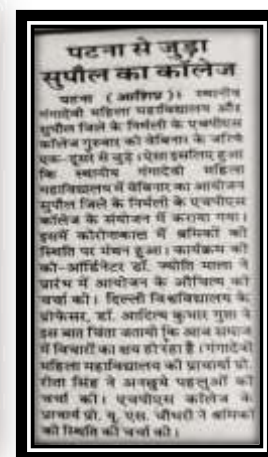 पटना से जुड़ा
सुपौल का कॉलेज
पटना (आशिप्र)। स्थानीय
गंगादेवी महिला महाविद्यालय और
सुपौल जिले के निर्मली के एचपीएस
कॉलेज गुरुवार को वेबिनार के जरिये
एक-दूसरे से जुड़े। ऐसा इसलिए हुआ
कि स्थानीय गंगादेवी महिला
महाविद्यालय में वेबिनार का आयोजन
सुपौल जिले के निर्मली के एचपीएस
कॉलेज के संयोजन में कराया गया।
इसमें कोरोनाकाल में श्रमिकों की
स्थिति पर मंथन हुआ। कार्यक्रम की
को-ऑर्डिनेटर डॉ. ज्योति माला ने
प्रारंभ में आयोजन के औचित्य की
चर्चा की। दिल्ली विश्वविद्यालय के
प्रोफेसर, डॉ. आदित्य कुमार गुप्ता ने
इस बात चिंता जतायी कि आज समाज
में विचारों का क्षय हो रहा है। गंगादेवी
महिला महाविद्यालय की प्राचार्या प्रो.
रीता सिंह ने अनछुये पहलुओं की
चर्चा की। एचपीएस कॉलेज के
प्राचार्य प्रो. यू. एस. चौधरी ने श्रमिकों
की स्थिति की चर्चा की।